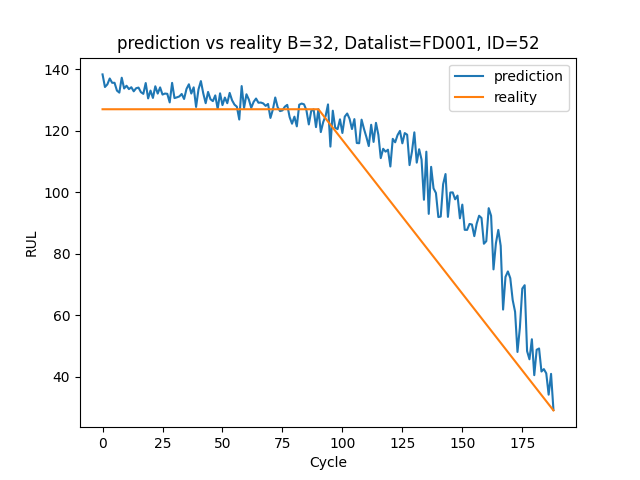 prediction vs reality B=32, Datalist=FD001, ID=52
prediction
reality
140
120
100
80
60
40
RUL
0 25 50 75 100 125 150 175
Cycle